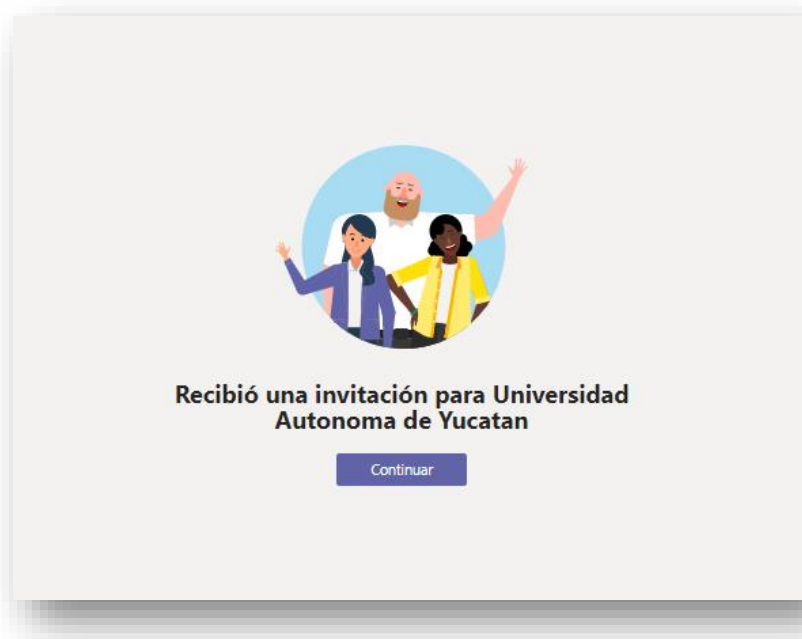 Recibió una invitación para Universidad
Autonoma de Yucatan
Continuar